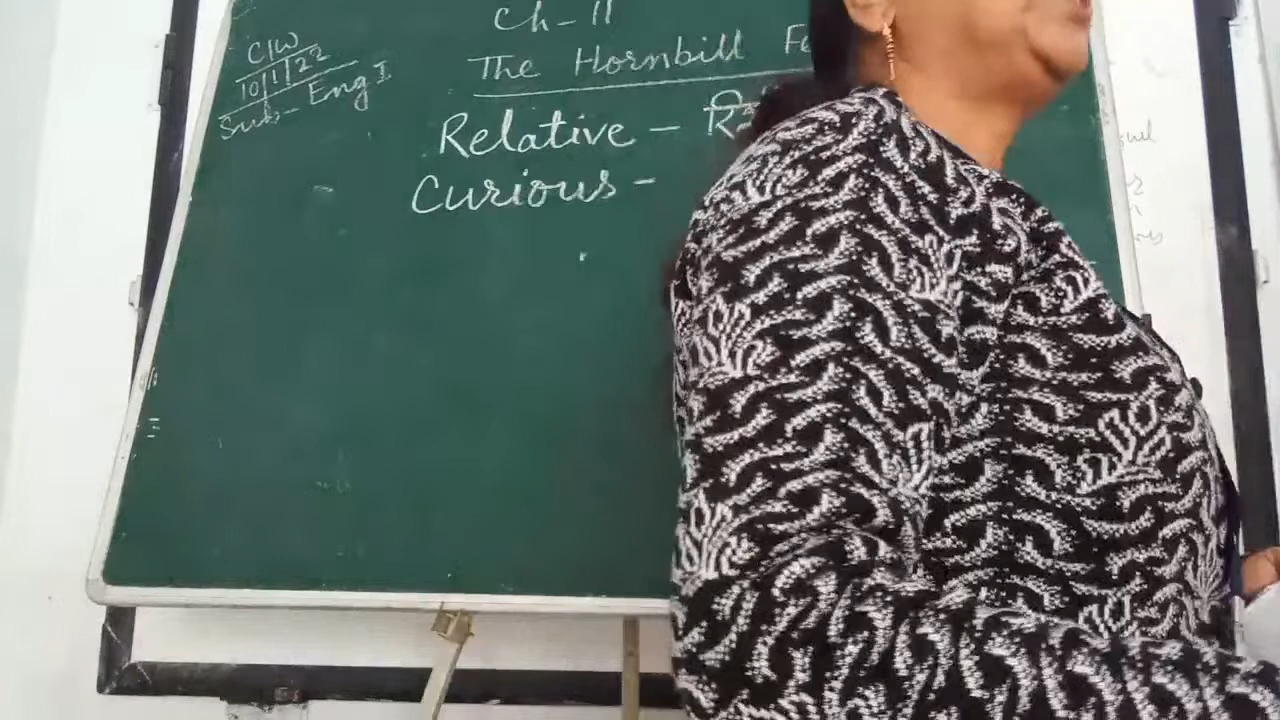 C/W
10/1/22
Sub- Eng I
Ch-11
The Hornbill
Relative -
Curious -